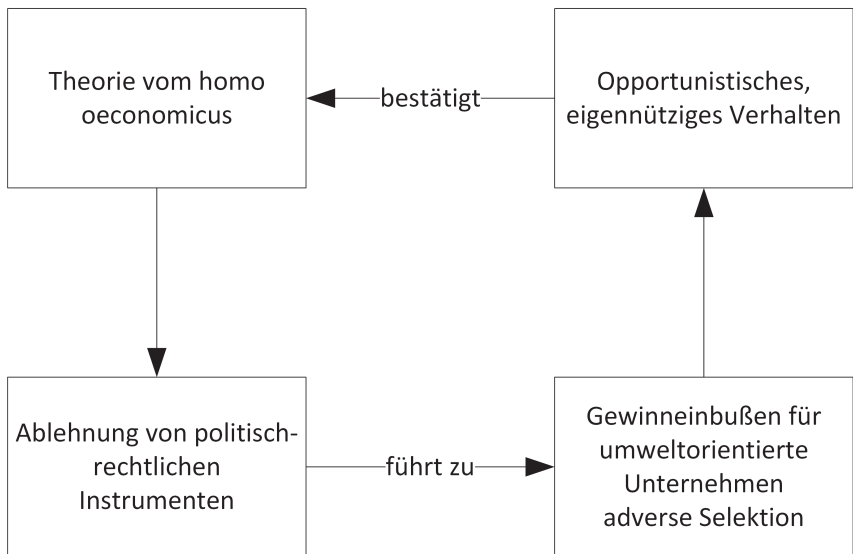 Theorie vom homo
oeconomicus
bestätigt
Opportunistisches,
eigennütziges Verhalten
Ablehnung von politisch-
rechtlichen
Instrumenten
führt zu
Gewinneinbußen für
umweltorientierte
Unternehmen
adverse Selektion